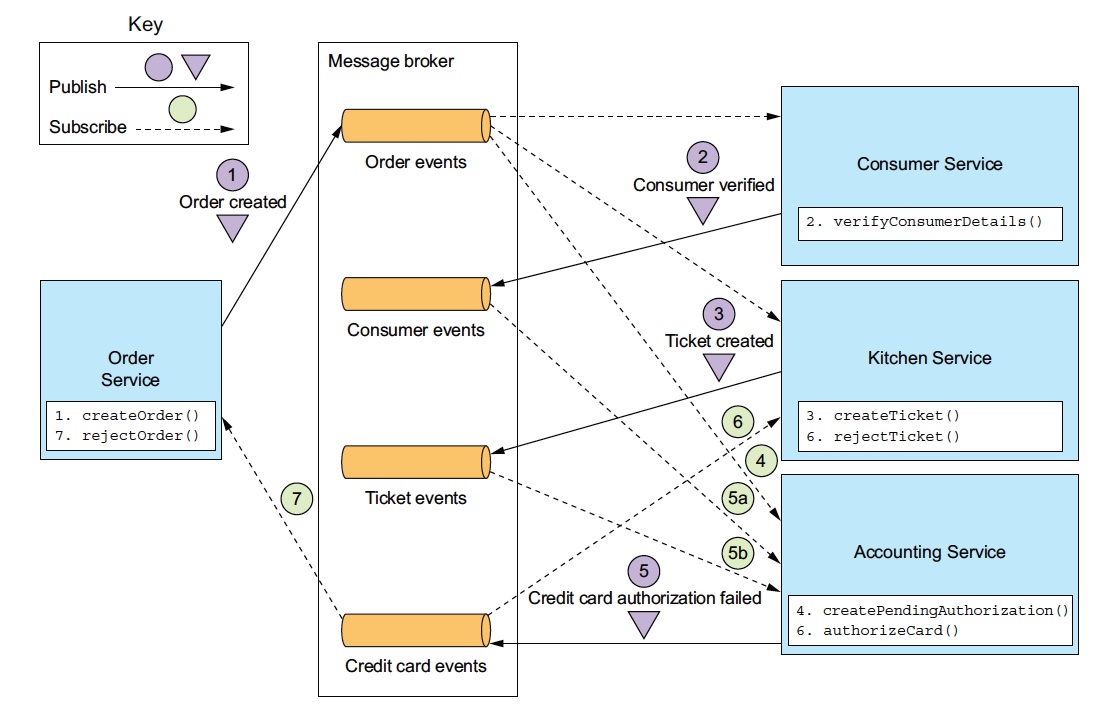 Key
Publish
Subscribe
Message broker
Order events
Consumer events
Ticket events
Credit card events
1
Order created
2
Consumer verified
3
Ticket created
6
4
5a
5b
7
5
Credit card authorization failed
Order
Service
1. createOrder()
7. rejectOrder()
Consumer Service
2. verifyConsumerDetails()
Kitchen Service
3. createTicket()
6. rejectTicket()
Accounting Service
4. createPendingAuthorization()
6. authorizeCard()